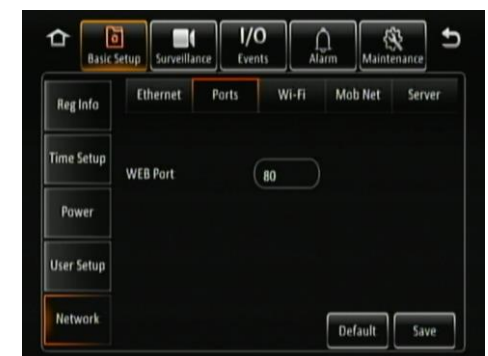 Basic Setup
Surveillance
I/O
Events
Alarm
Maintenance
Reg Info
Time Setup
Power
User Setup
Network
Ethernet Ports Wi-Fi Mob Net Server
WEB Port 80
Default Save